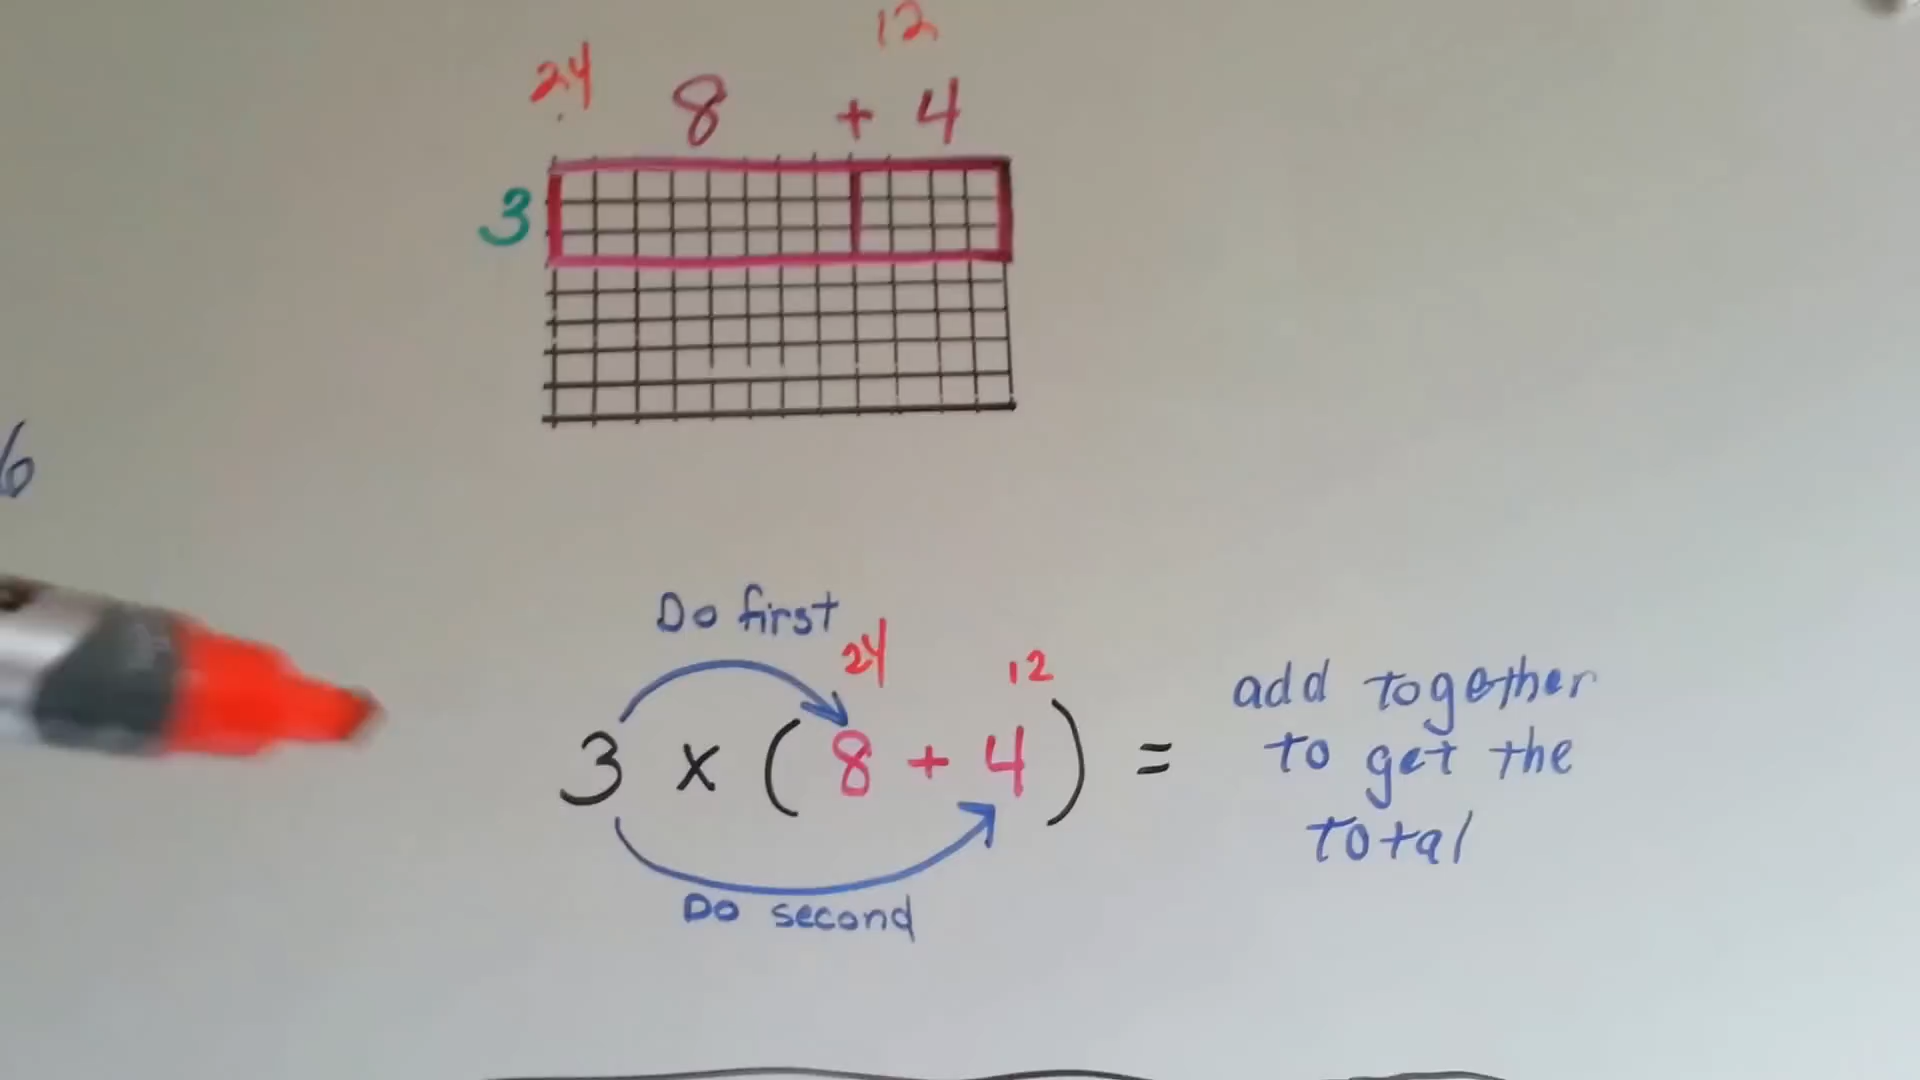 12
24
8 + 4
3
6
Do first
24 12
3 x ( 8 + 4 ) =
add together
to get the
total
Do second